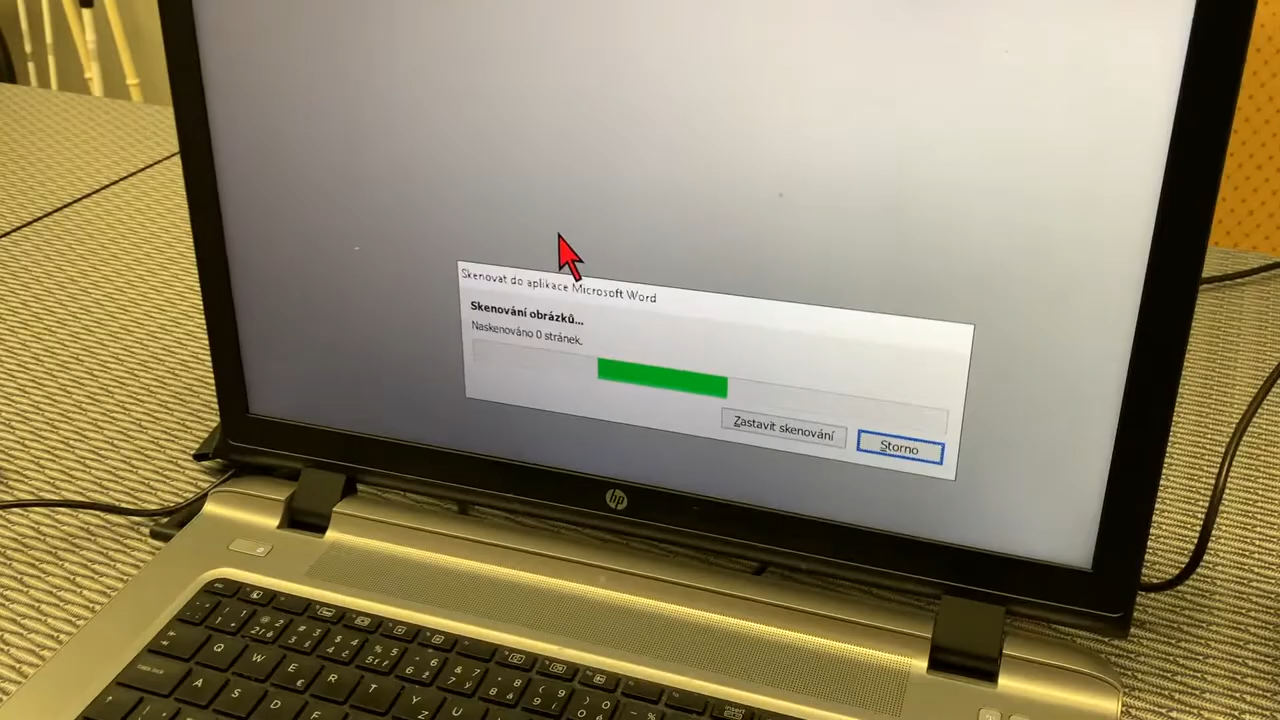 Skenovat do aplikace Microsoft Word
Skenování obrázků...
Naskenováno 0 stránek.
Zastavit skenování
Storno
hp
Q W E R T Y U
A S D F